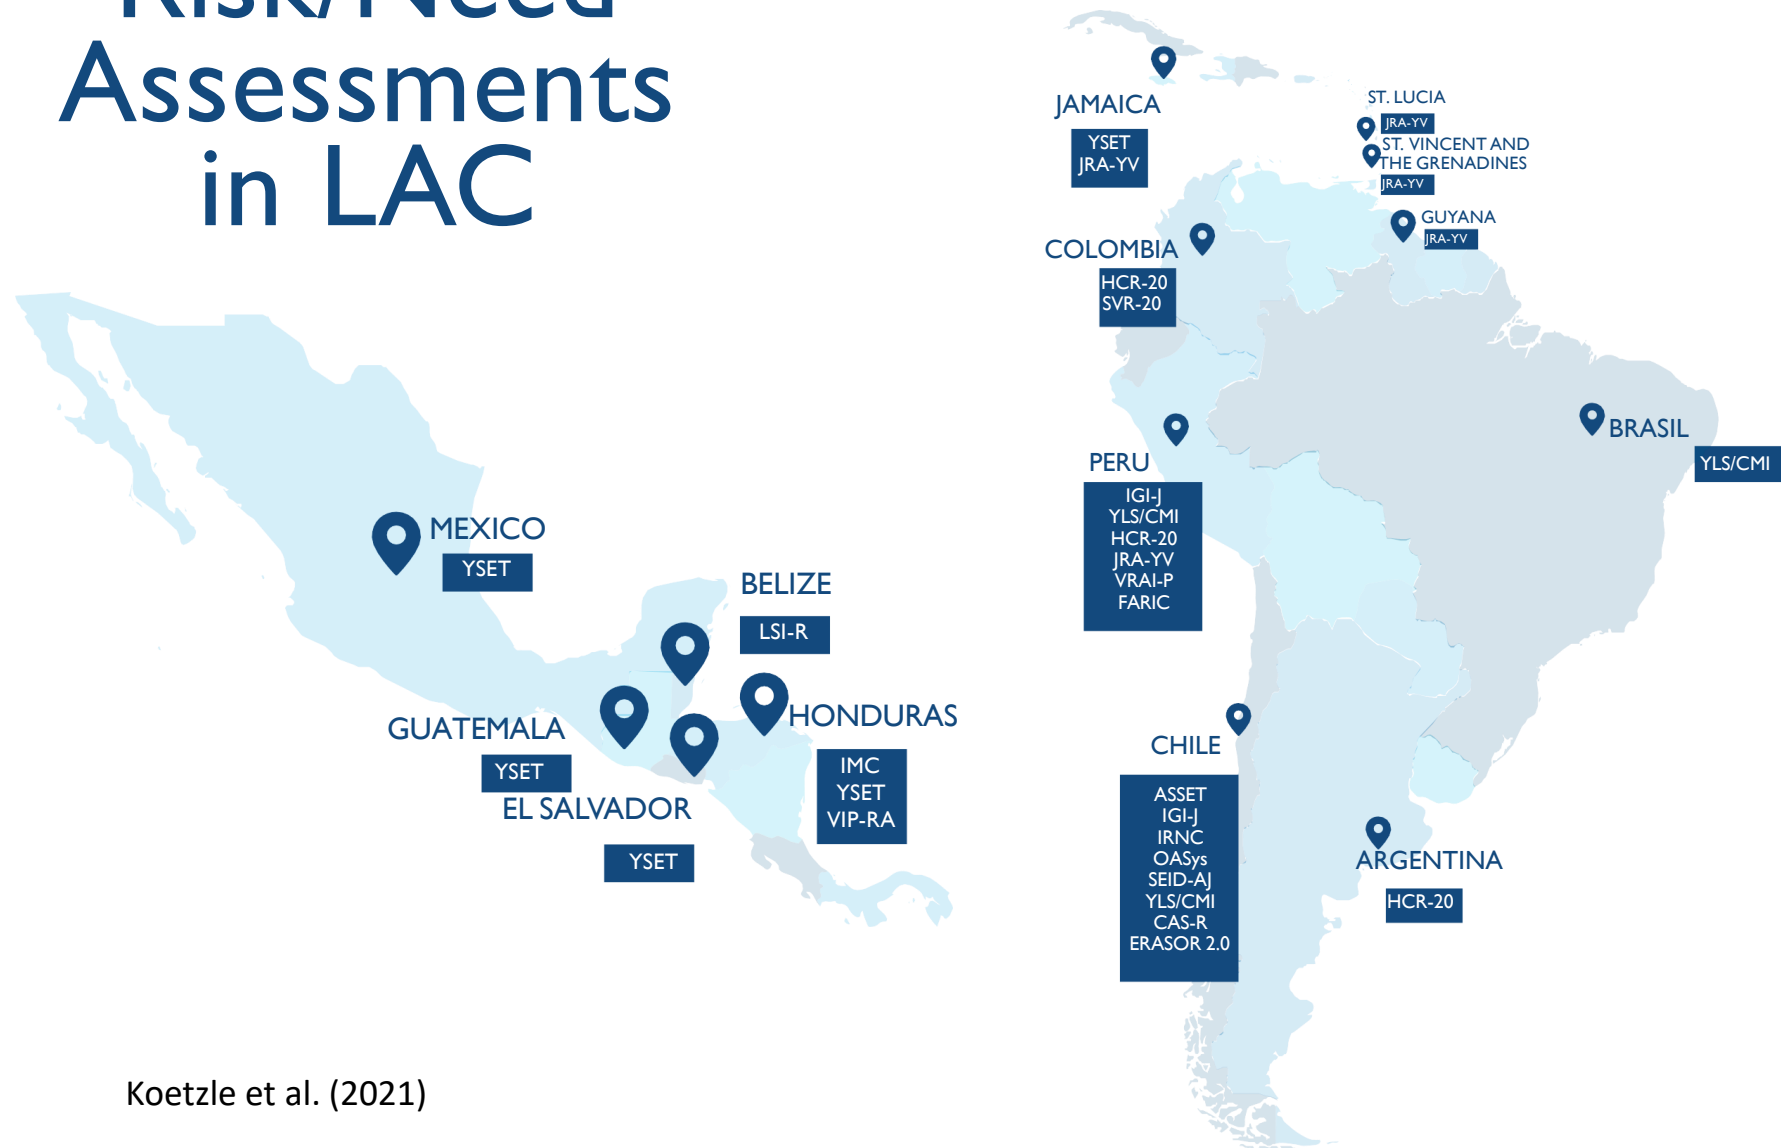 Risk/Need
Assessments
in LAC
MEXICO
YSET
BELIZE
LSI-R
GUATEMALA
YSET
EL SALVADOR
YSET
HONDURAS
IMC
YSET
VIP-RA
JAMAICA
YSET
JRA-YV
ST. LUCIA
JRA-YV
ST. VINCENT AND
THE GRENADINES
JRA-YV
GUYANA
JRA-YV
COLOMBIA
HCR-20
SVR-20
PERU
IGI-J
YLS/CMI
HCR-20
JRA-YV
VRAI-P
FARIC
BRASIL
YLS/CMI
CHILE
ASSET
IGI-J
IRNC
OASys
SEID-AJ
YLS/CMI
CAS-R
ERASOR 2.0
ARGENTINA
HCR-20
Koetzle et al. (2021)